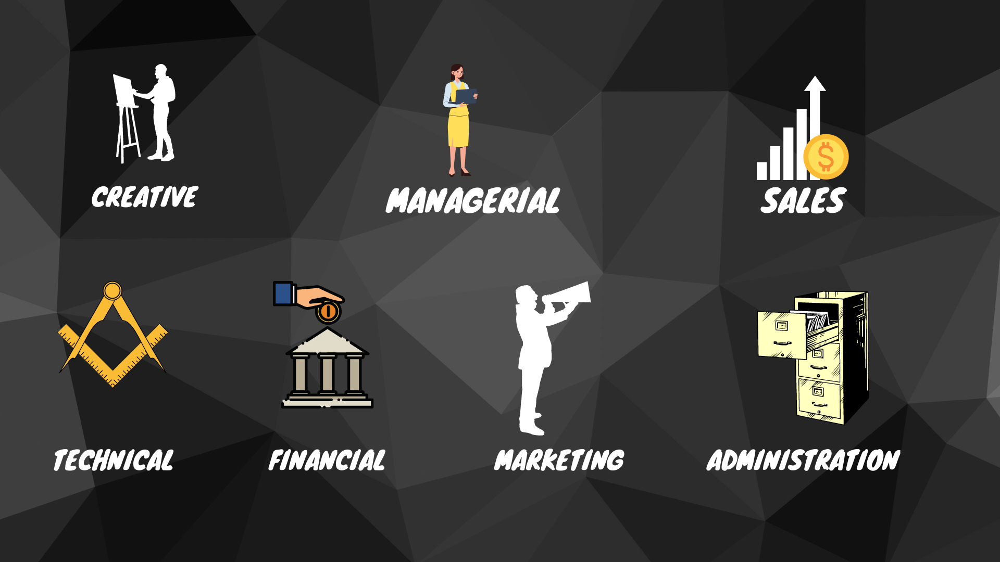 CREATIVE
MANAGERIAL
SALES
TECHNICAL
FINANCIAL
MARKETING
ADMINISTRATION